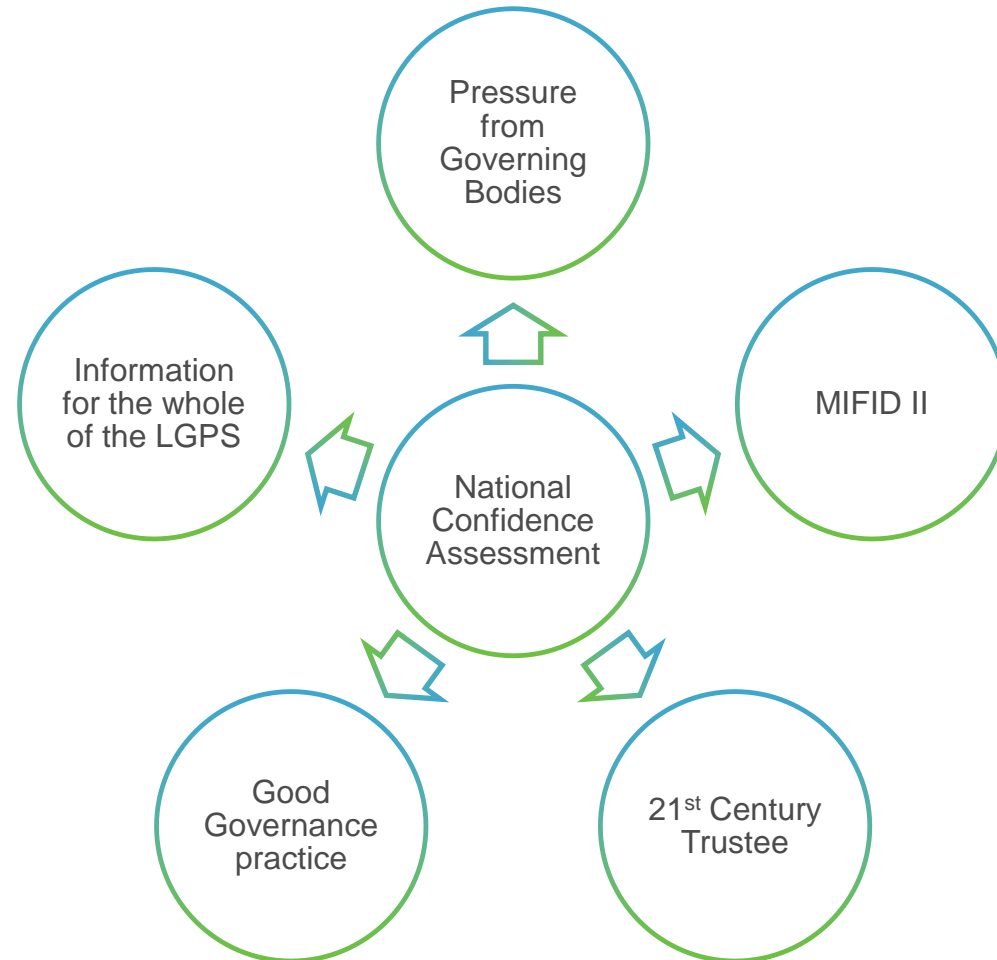 Pressure
from
Governing
Bodies
Information
for the whole
of the LGPS
MIFID II
National
Confidence
Assessment
Good
Governance
practice
21st Century
Trustee